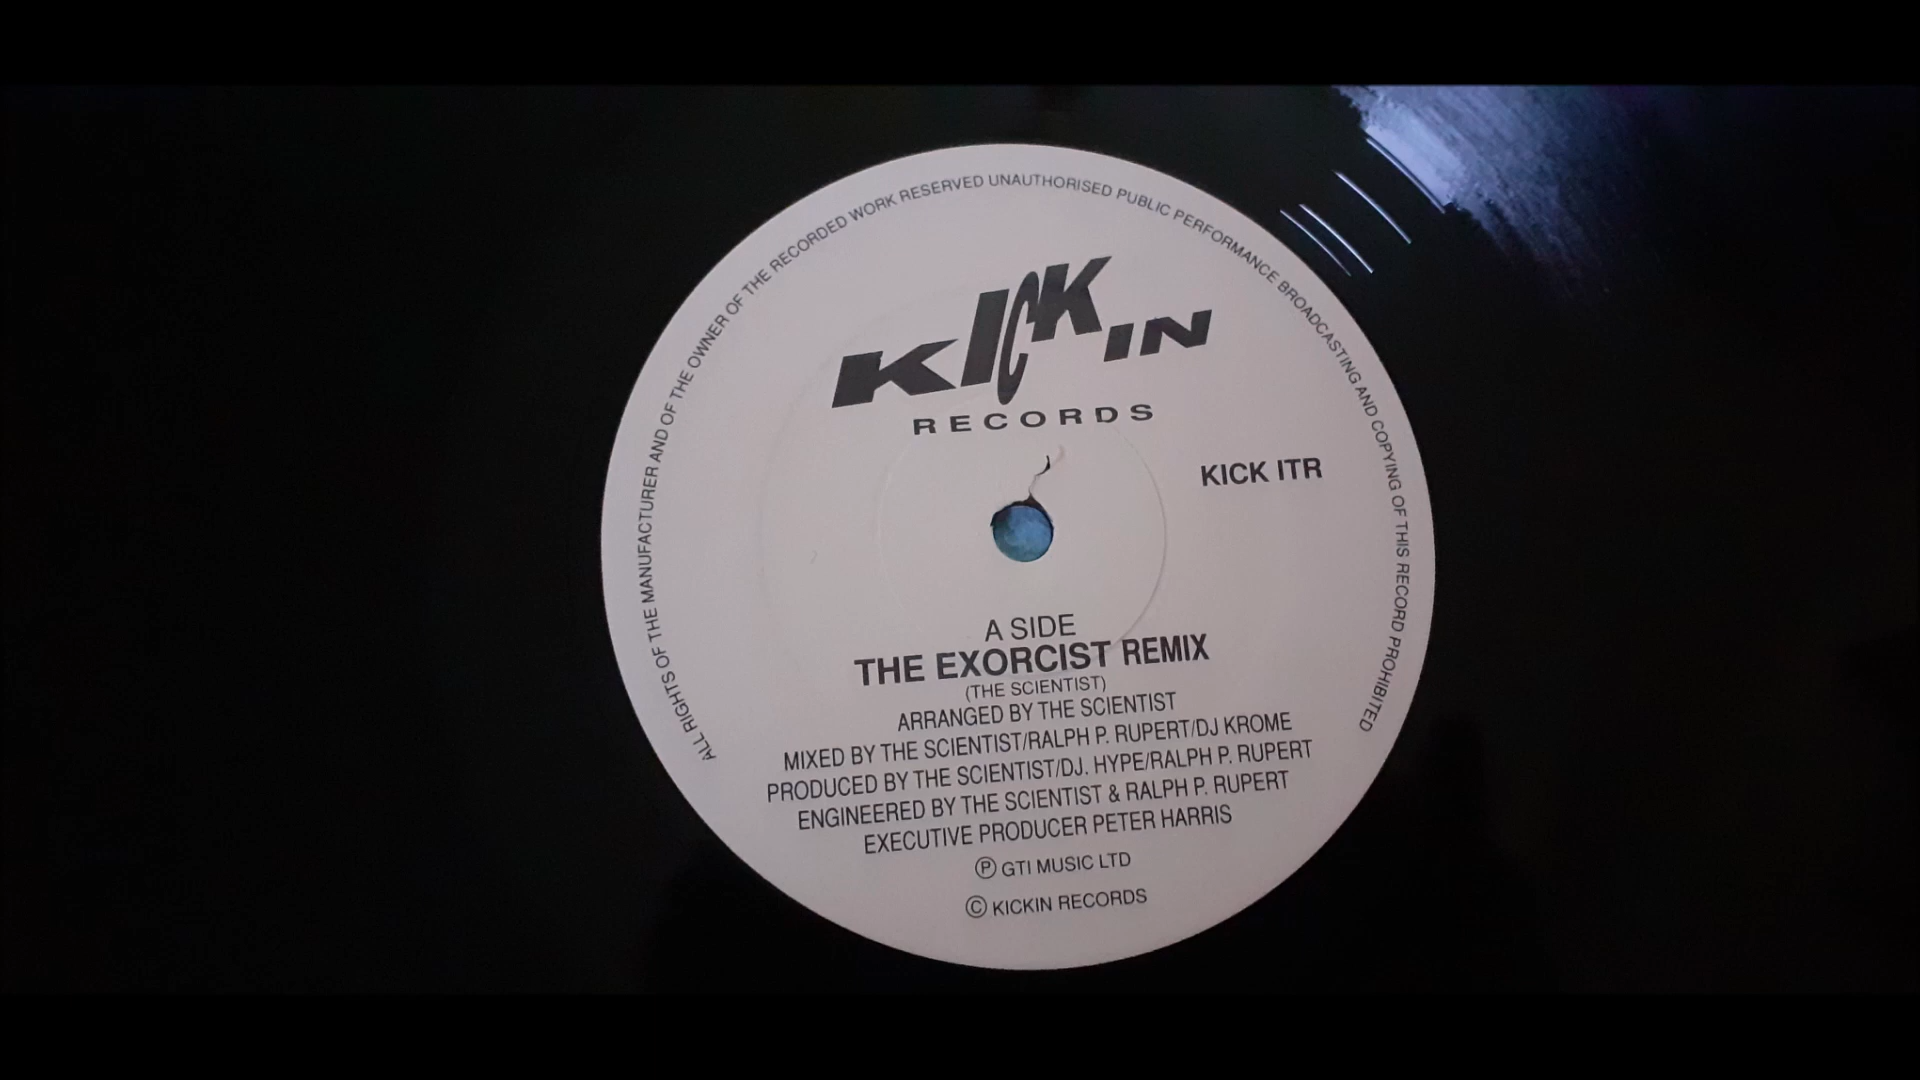 ALL RIGHTS OF THE MANUFACTURER AND OF THE OWNER OF THE RECORDED WORK RESERVED UNAUTHORISED PUBLIC PERFORMANCE BROADCASTING AND COPYING OF THIS RECORD PROHIBITED
KICKIN
RECORDS
KICK ITR
A SIDE
THE EXORCIST REMIX
(THE SCIENTIST)
ARRANGED BY THE SCIENTIST
MIXED BY THE SCIENTIST/RALPH P. RUPERT/DJ KROME
PRODUCED BY THE SCIENTIST/DJ. HYPE/RALPH P. RUPERT
ENGINEERED BY THE SCIENTIST & RALPH P. RUPERT
EXECUTIVE PRODUCER PETER HARRIS
Ⓟ GTI MUSIC LTD
© KICKIN RECORDS